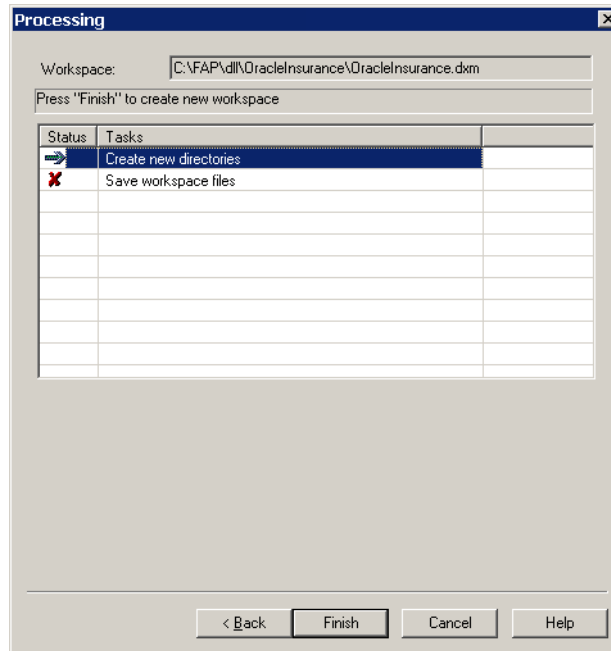 Processing
Workspace: C:\FAP\dll\OracleInsurance\OracleInsurance.dxm
Press "Finish" to create new workspace
Status Tasks
Create new directories
Save workspace files
< Back Finish Cancel Help